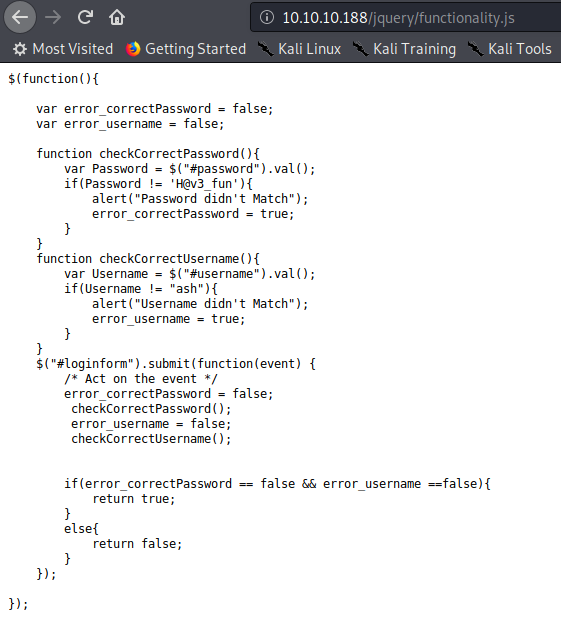 10.10.10.188/jquery/functionality.js
Most Visited Getting Started Kali Linux Kali Training Kali Tools
$(function(){
var error_correctPassword = false;
var error_username = false;
function checkCorrectPassword(){
var Password = $("#password").val();
if(Password != 'H@v3_fun'){
alert("Password didn't Match");
error_correctPassword = true;
}
}
function checkCorrectUsername(){
var Username = $("#username").val();
if(Username != "ash"){
alert("Username didn't Match");
error_username = true;
}
}
$("#loginform").submit(function(event) {
/* Act on the event */
error_correctPassword = false;
checkCorrectPassword();
error_username = false;
checkCorrectUsername();
if(error_correctPassword == false && error_username ==false){
return true;
}
else{
return false;
}
});
});